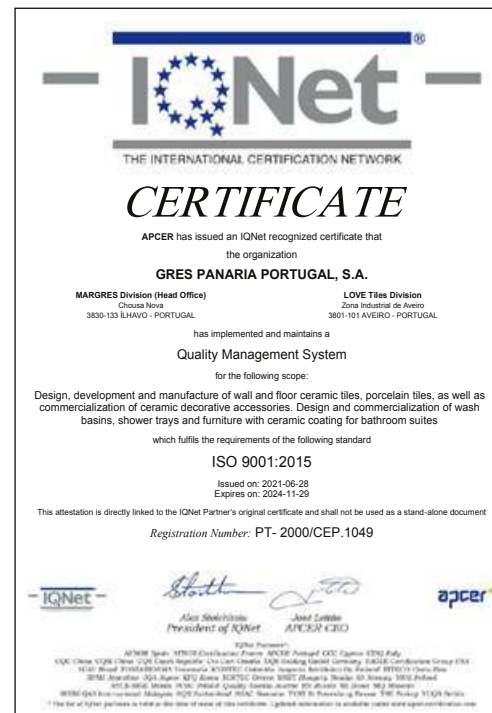 IQNet ®
THE INTERNATIONAL CERTIFICATION NETWORK
CERTIFICATE
APCER has issued an IQNet recognized certificate that
the organization
GRES PANARIA PORTUGAL, S.A.
MARGRES Division (Head Office)
Chousa Nova
3830-133 ÍLHAVO - PORTUGAL
LOVE Tiles Division
Zona Industrial de Aveiro
3801-101 AVEIRO - PORTUGAL
has implemented and maintains a
Quality Management System
for the following scope:
Design, development and manufacture of wall and floor ceramic tiles, porcelain tiles, as well as
commercialization of ceramic decorative accessories. Design and commercialization of wash
basins, shower trays and furniture with ceramic coating for bathroom suites
which fulfils the requirements of the following standard
ISO 9001:2015
Issued on: 2021-06-28
Expires on: 2024-11-29
This attestation is directly linked to the IQNet Partner's original certificate and shall not be used as a stand-alone document
Registration Number: PT- 2000/CEP.1049
IQNet
Alex Stoichitoiu
President of IQNet
José Leitão
APCER CEO
apcer
IQNet Partners*: